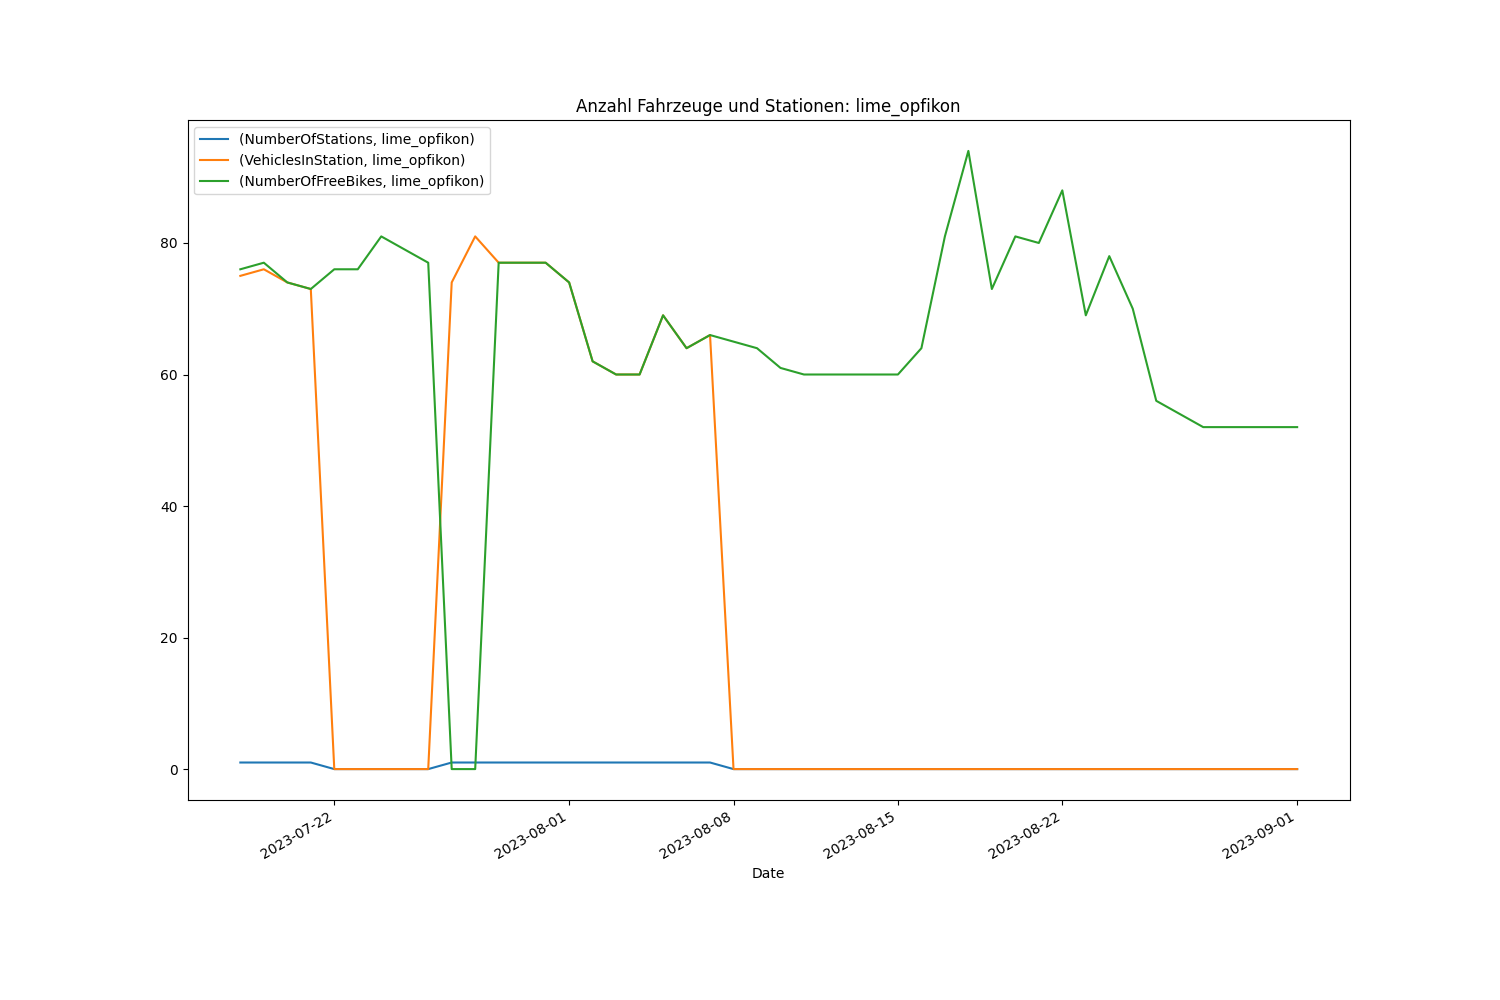 Anzahl Fahrzeuge und Stationen: lime_opfikon
(NumberOfStations, lime_opfikon)
(VehiclesInStation, lime_opfikon)
(NumberOfFreeBikes, lime_opfikon)
80
60
40
20
0
2023-07-22
2023-08-01
2023-08-08
2023-08-15
2023-08-22
2023-09-01
Date